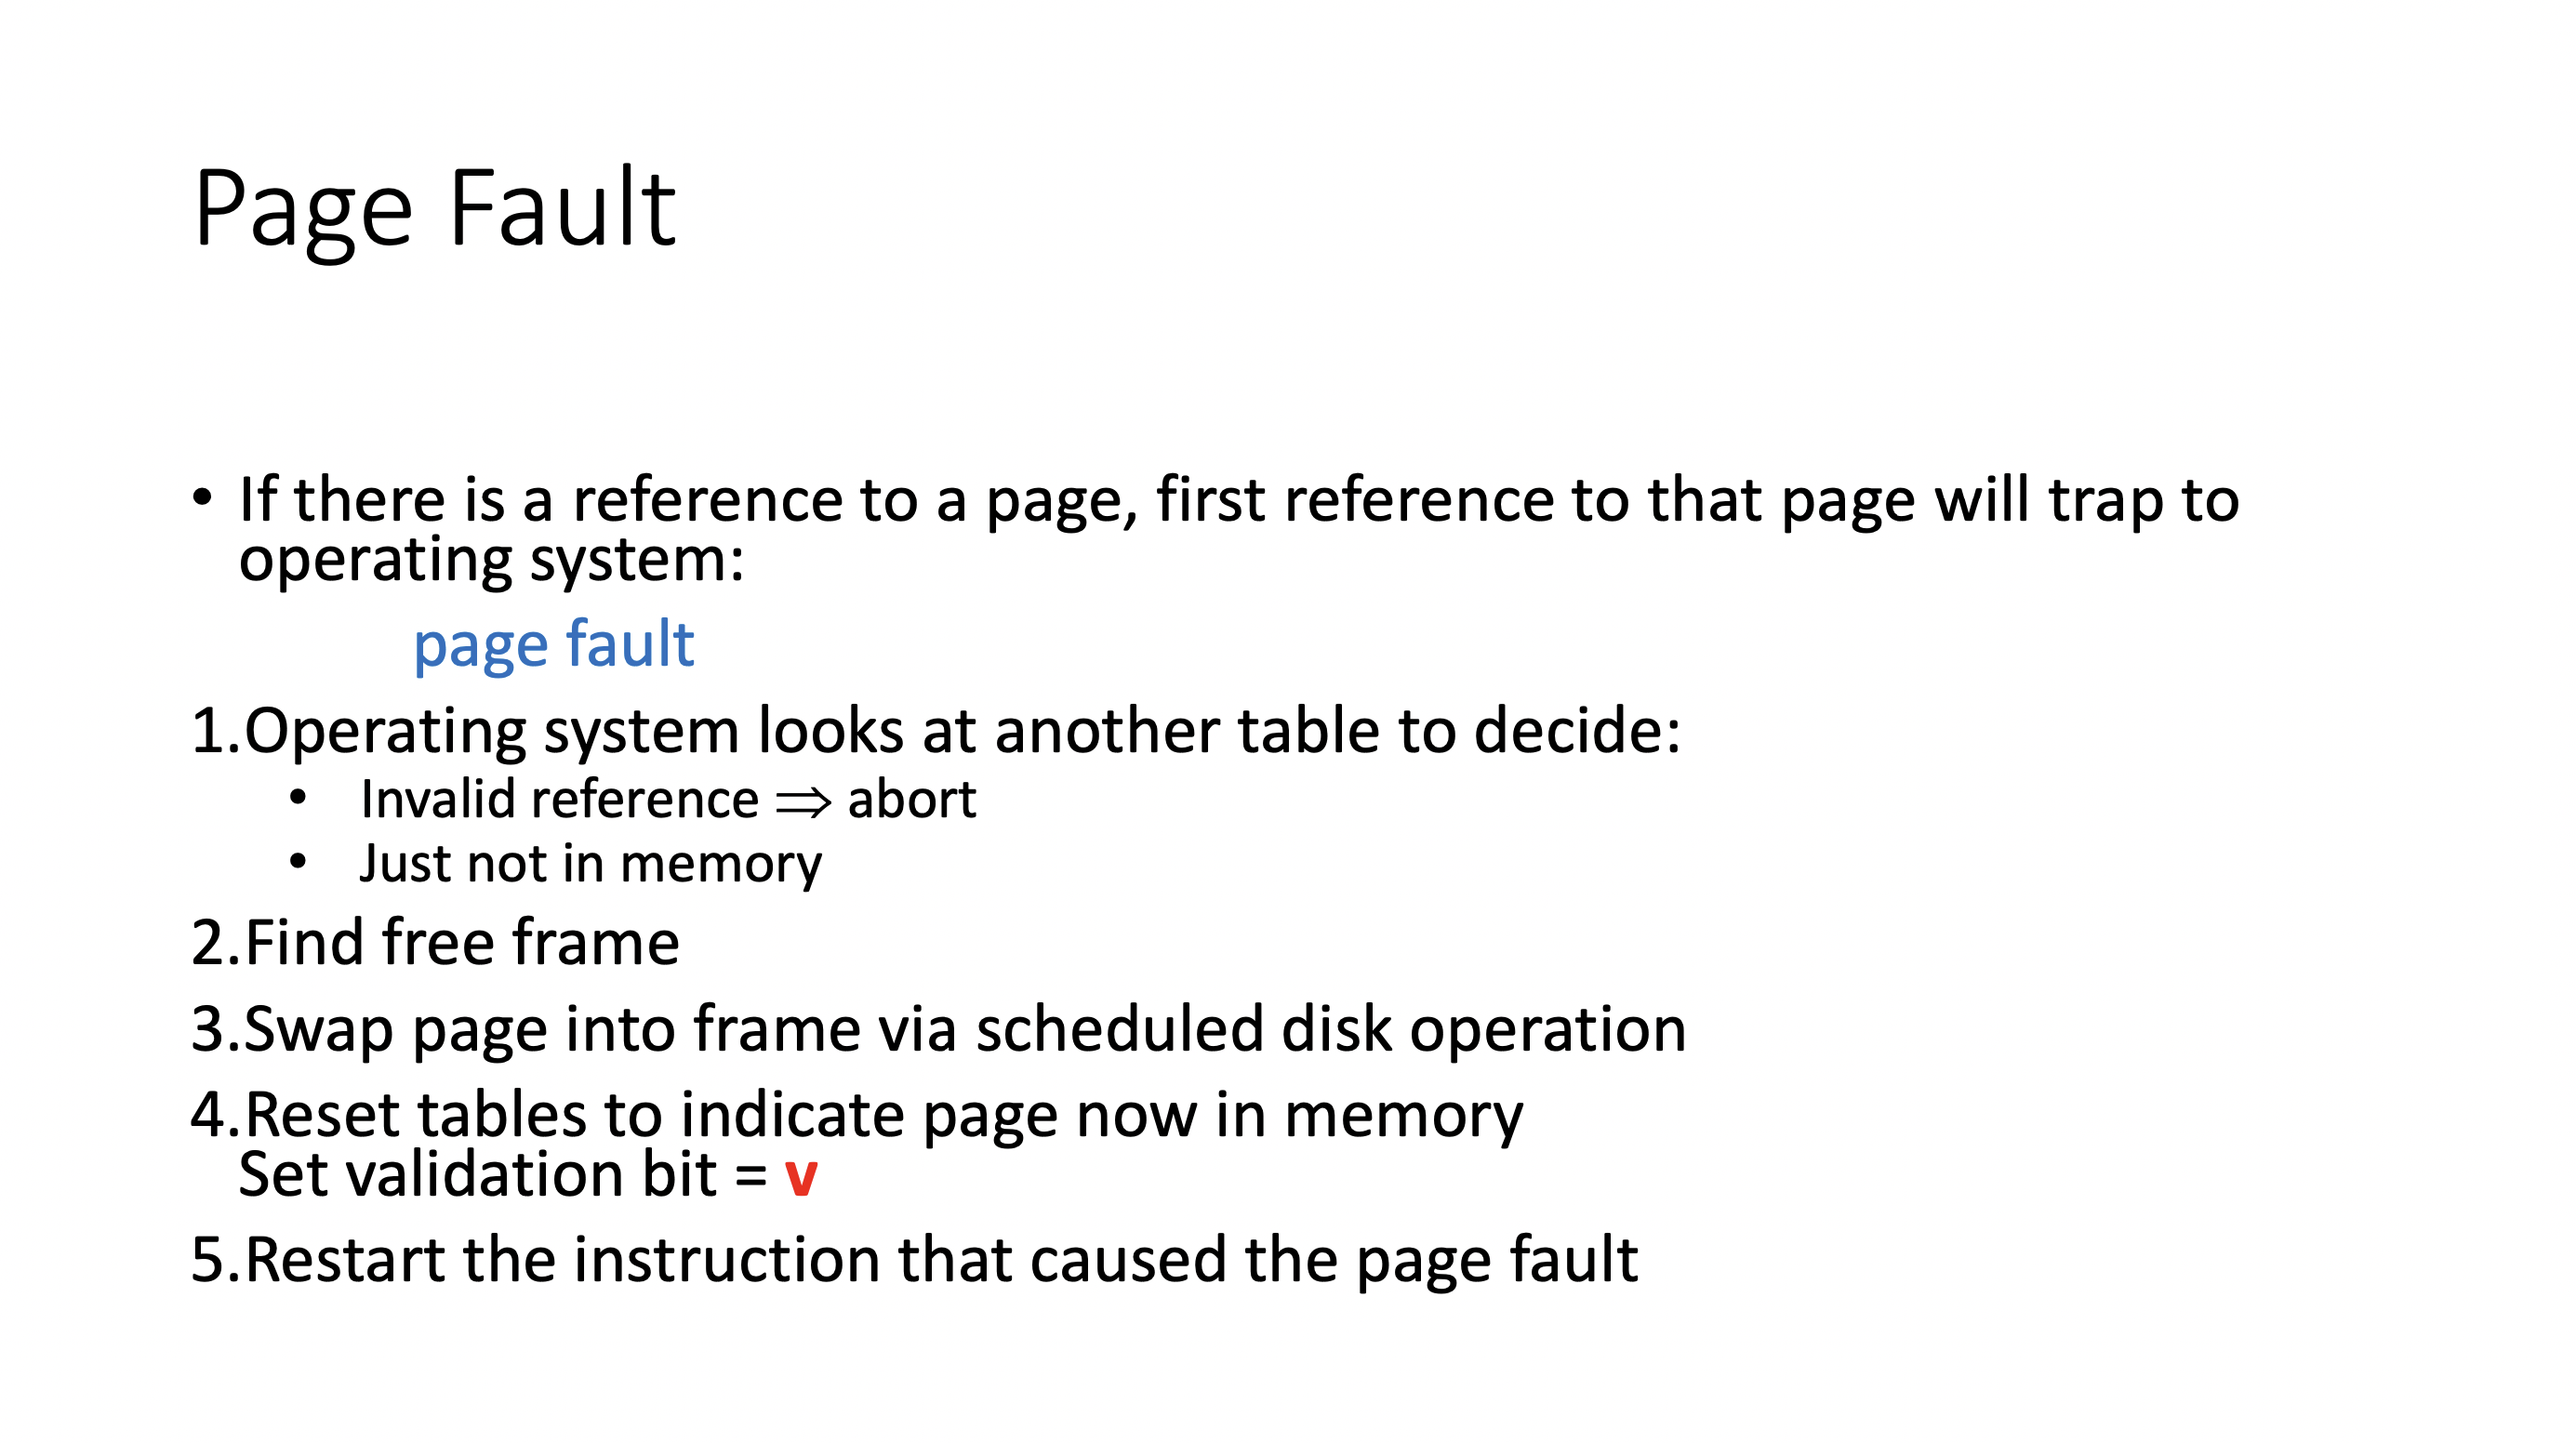 Page Fault
• If there is a reference to a page, first reference to that page will trap to
operating system:
page fault
1.Operating system looks at another table to decide:
• Invalid reference ⇒ abort
• Just not in memory
2.Find free frame
3.Swap page into frame via scheduled disk operation
4.Reset tables to indicate page now in memory
Set validation bit = v
5.Restart the instruction that caused the page fault